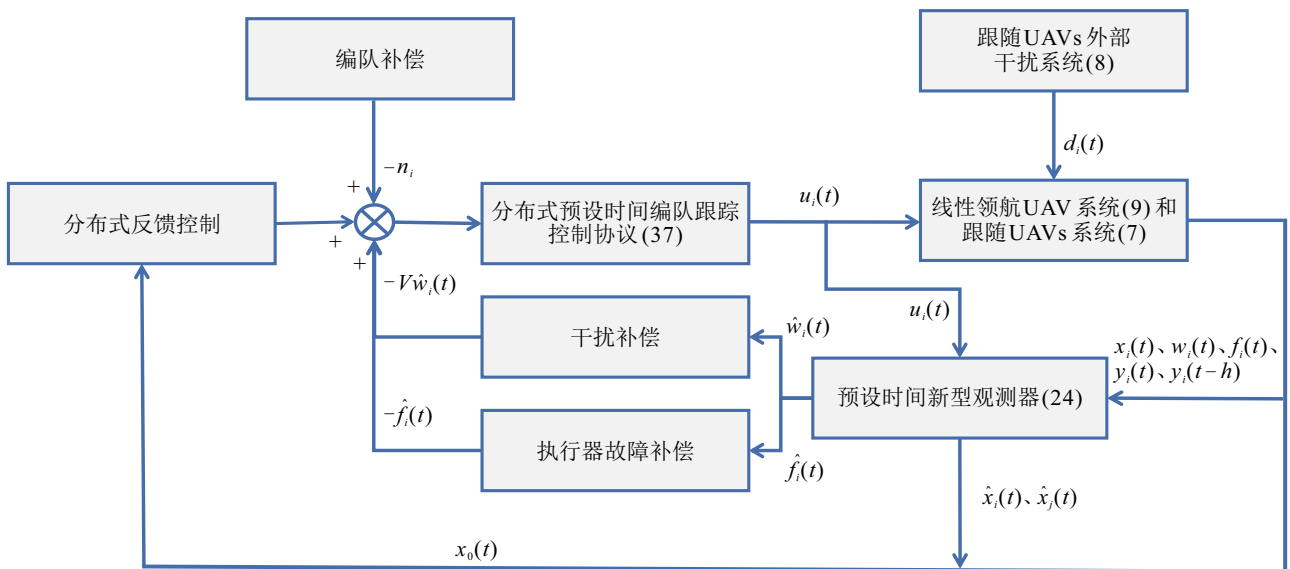 编队补偿
跟随UAVs外部
干扰系统(8)
−n_i
d_i(t)
+
分布式反馈控制
+
+
分布式预设时间编队跟踪
控制协议(37)
u_i(t)
线性领航UAV系统(9)和
跟随UAVs系统(7)
−Vŵ_i(t)
干扰补偿
ŵ_i(t)
u_i(t)
x_i(t)、w_i(t)、f_i(t)、
y_i(t)、y_i(t−h)
预设时间新型观测器(24)
−f̂_i(t)
执行器故障补偿
f̂_i(t)
x̂_i(t)、x̂_j(t)
x_0(t)